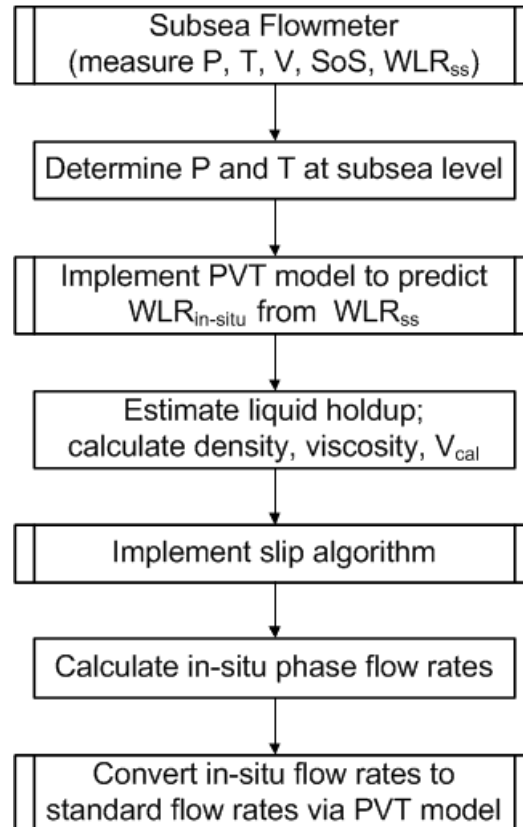 Subsea Flowmeter
(measure P, T, V, SoS, WLRss)
Determine P and T at subsea level
Implement PVT model to predict
WLRin-situ from WLRss
Estimate liquid holdup;
calculate density, viscosity, Vcal
Implement slip algorithm
Calculate in-situ phase flow rates
Convert in-situ flow rates to
standard flow rates via PVT model